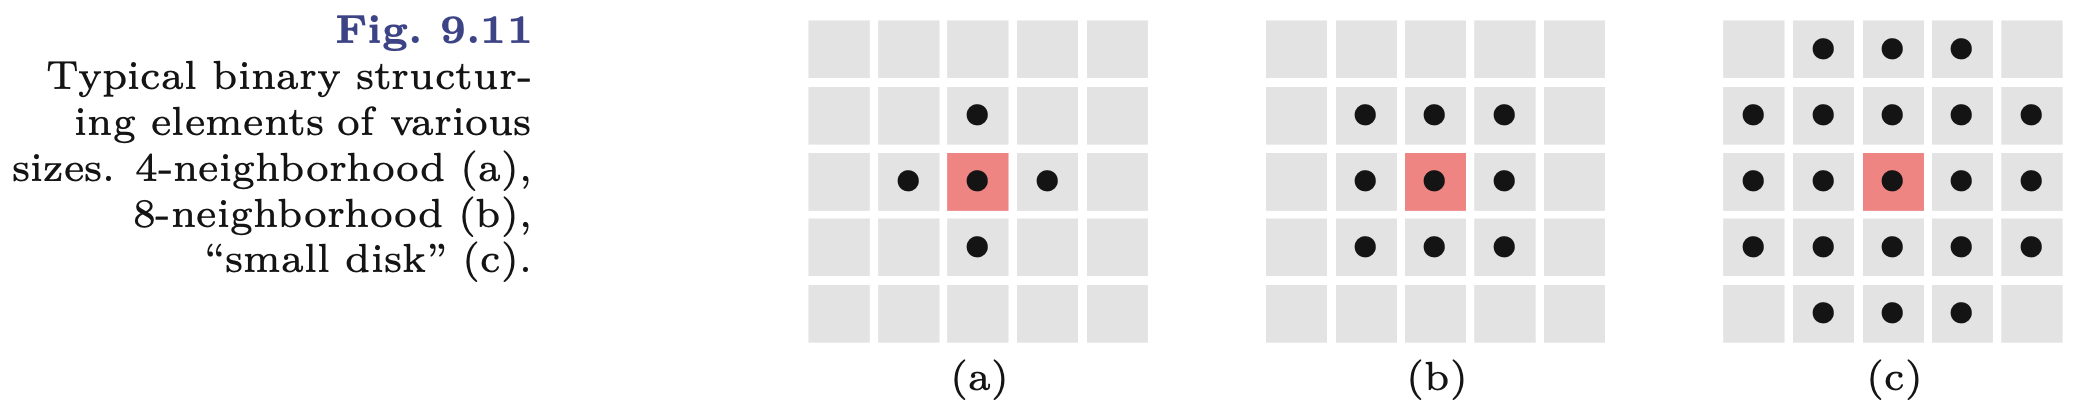 Fig. 9.11
Typical binary structur-
ing elements of various
sizes. 4-neighborhood (a),
8-neighborhood (b),
“small disk” (c).
(a)
(b)
(c)